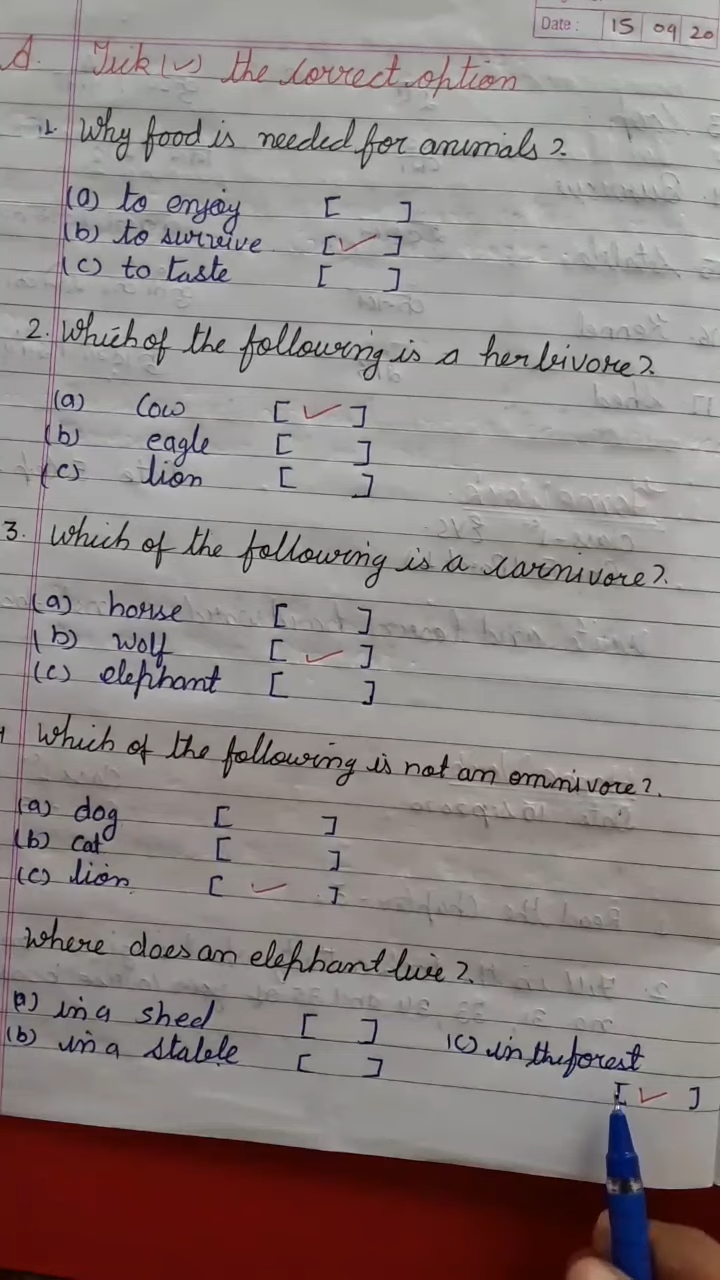 Date : 15 09 20
A. Tick (✓) the correct option
1. Why food is needed for animals?
(a) to enjoy [ ]
(b) to survive [✓]
(c) to taste [ ]
2. Which of the following is a herbivore?
(a) Cow [✓]
(b) eagle [ ]
(c) lion [ ]
3. Which of the following is a carnivore?
(a) horse [ ]
(b) wolf [✓]
(c) elephant [ ]
Which of the following is not an omnivore?
(a) dog [ ]
(b) cat [ ]
(c) lion [✓]
Where does an elephant live?
(a) in a shed [ ]
(b) in a stable [ ] (c) in the forest
[✓]